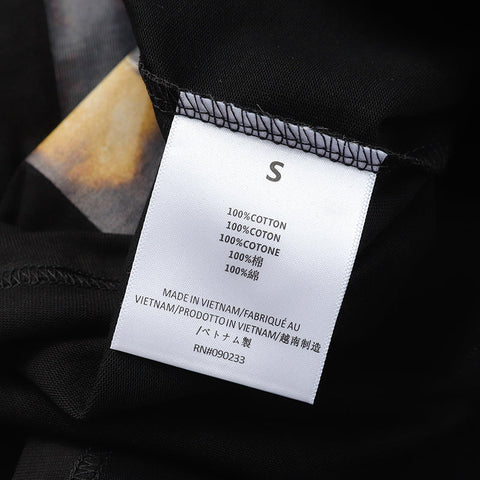 S
100%COTTON
100%COTON
100%COTONE
100%棉
100%綿
MADE IN VIETNAM/FABRIQUÉ AU
VIETNAM/PRODOTTO IN VIETNAM/越南制造
/ベトナム製
RN#090233